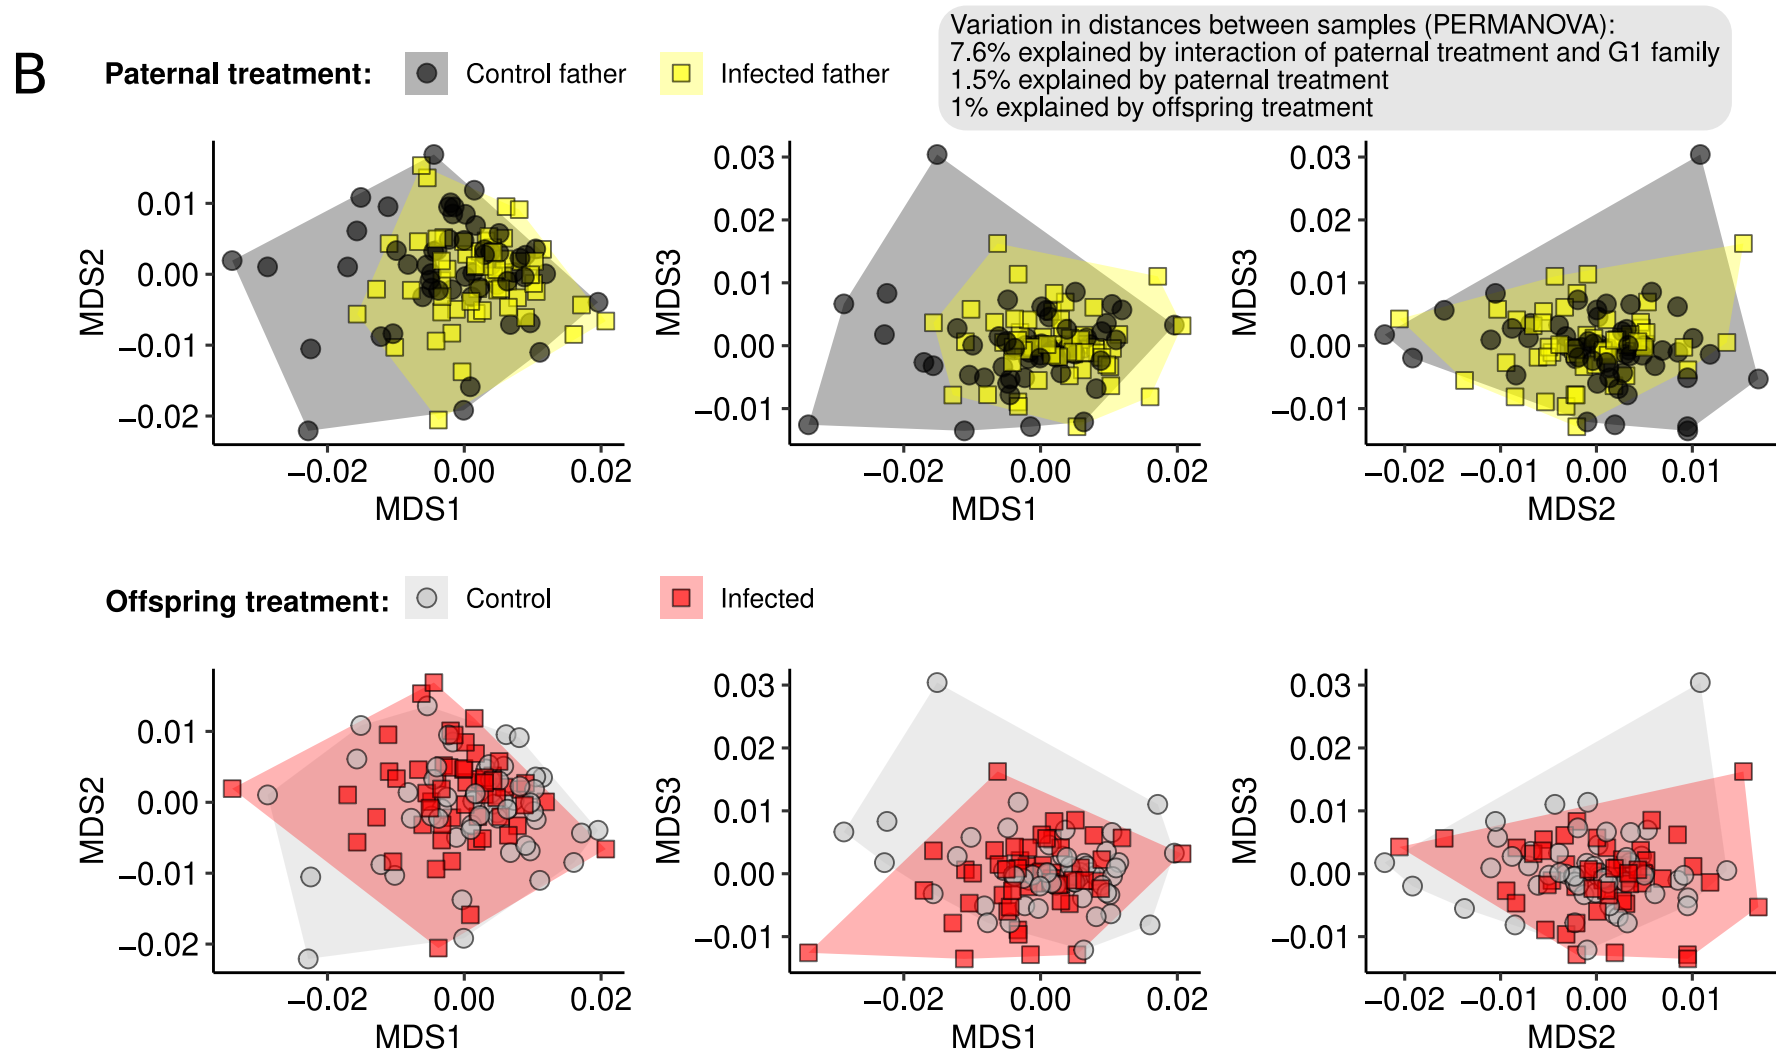 B
Paternal treatment: Control father Infected father
Variation in distances between samples (PERMANOVA):
7.6% explained by interaction of paternal treatment and G1 family
1.5% explained by paternal treatment
1% explained by offspring treatment
MDS2
0.01
0.00
−0.01
−0.02
−0.02 0.00 0.02
MDS1
MDS3
0.03
0.02
0.01
0.00
−0.01
−0.02 0.00 0.02
MDS1
MDS3
0.03
0.02
0.01
0.00
−0.01
−0.02 −0.01 0.00 0.01
MDS2
Offspring treatment: Control Infected
MDS2
0.01
0.00
−0.01
−0.02
−0.02 0.00 0.02
MDS1
MDS3
0.03
0.02
0.01
0.00
−0.01
−0.02 0.00 0.02
MDS1
MDS3
0.03
0.02
0.01
0.00
−0.01
−0.02 −0.01 0.00 0.01
MDS2